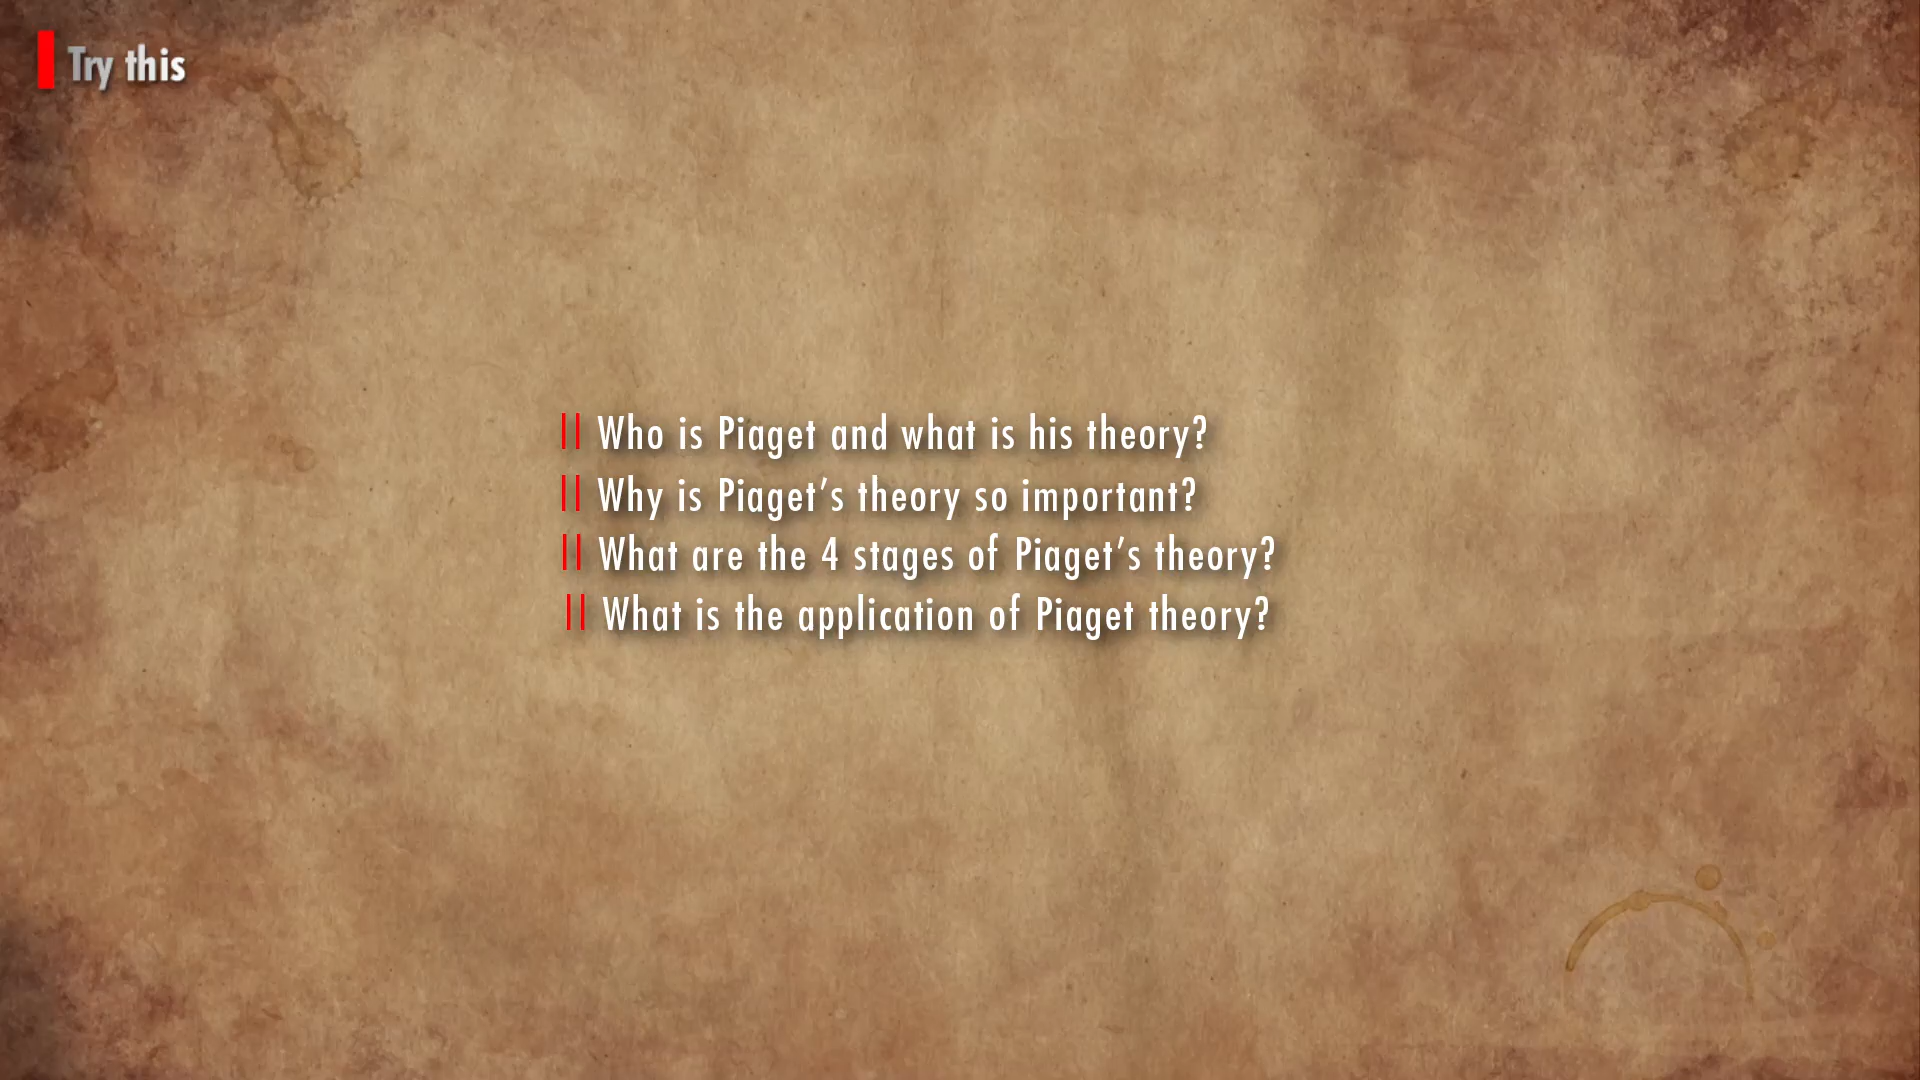 Try this
|| Who is Piaget and what is his theory?
|| Why is Piaget’s theory so important?
|| What are the 4 stages of Piaget’s theory?
|| What is the application of Piaget theory?